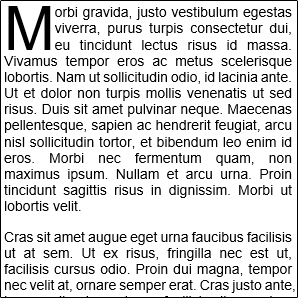 Morbi gravida, justo vestibulum egestas
viverra, purus turpis consectetur dui,
eu tincidunt lectus risus id massa.
Vivamus tempor eros ac metus scelerisque
lobortis. Nam ut sollicitudin odio, id lacinia ante.
Ut et dolor non turpis mollis venenatis ut sed
risus. Duis sit amet pulvinar neque. Maecenas
pellentesque, sapien ac hendrerit feugiat, arcu
nisl sollicitudin tortor, et bibendum leo enim id
eros. Morbi nec fermentum quam, non
maximus ipsum. Nullam et arcu urna. Proin
tincidunt sagittis risus in dignissim. Morbi ut
lobortis velit.
Cras sit amet augue eget urna faucibus facilisis
ut at sem. Ut ex risus, fringilla nec est ut,
facilisis cursus odio. Proin dui magna, tempor
nec velit at, ornare semper erat. Cras justo ante,